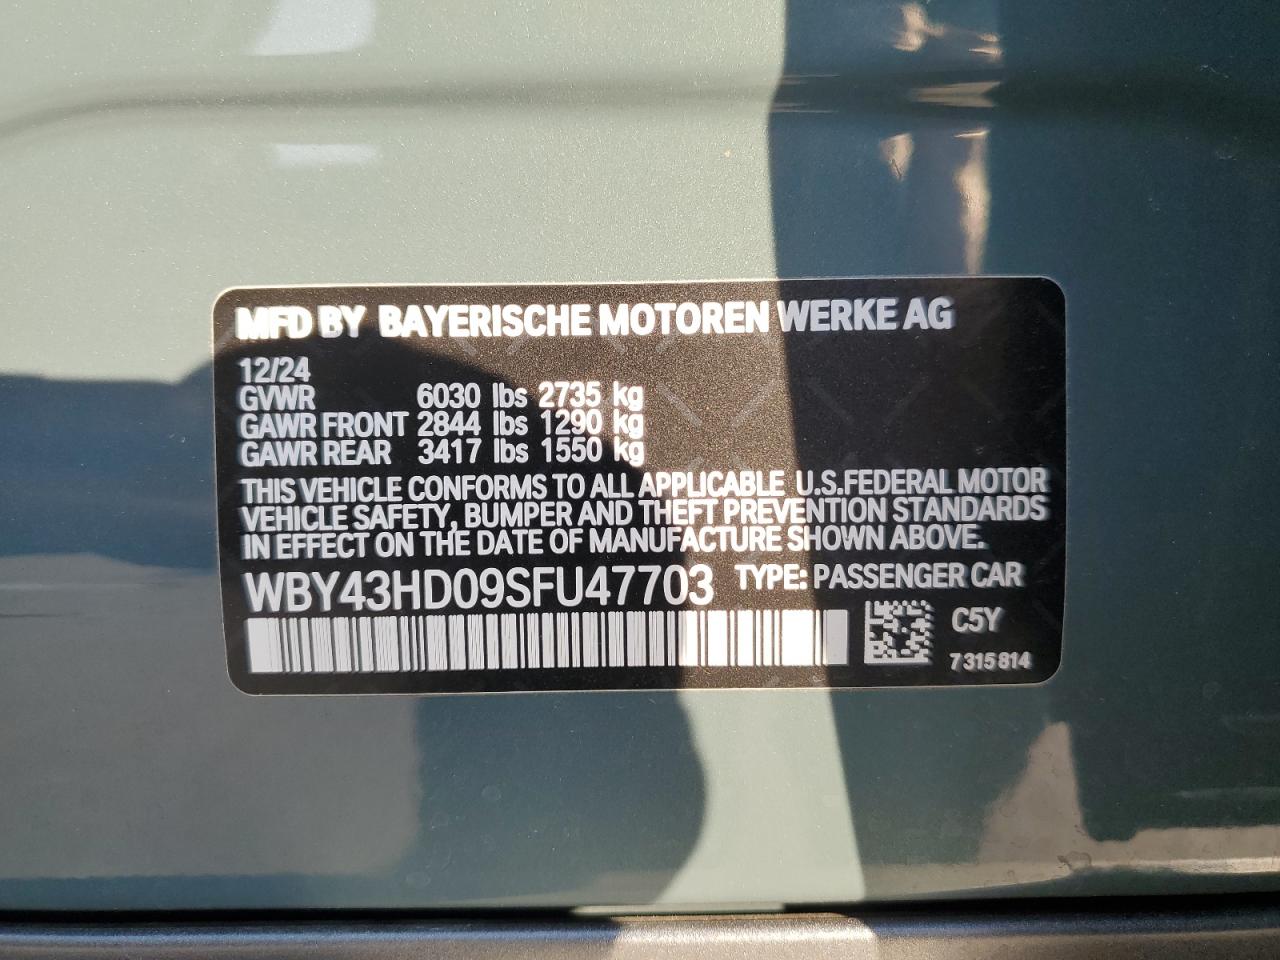 MFD BY BAYERISCHE MOTOREN WERKE AG
12/24
GVWR 6030 lbs 2735 kg
GAWR FRONT 2844 lbs 1290 kg
GAWR REAR 3417 lbs 1550 kg
THIS VEHICLE CONFORMS TO ALL APPLICABLE U.S.FEDERAL MOTOR
VEHICLE SAFETY, BUMPER AND THEFT PREVENTION STANDARDS
IN EFFECT ON THE DATE OF MANUFACTURE SHOWN ABOVE.
WBY43HD09SFU47703 TYPE: PASSENGER CAR
C5Y
7 315 814